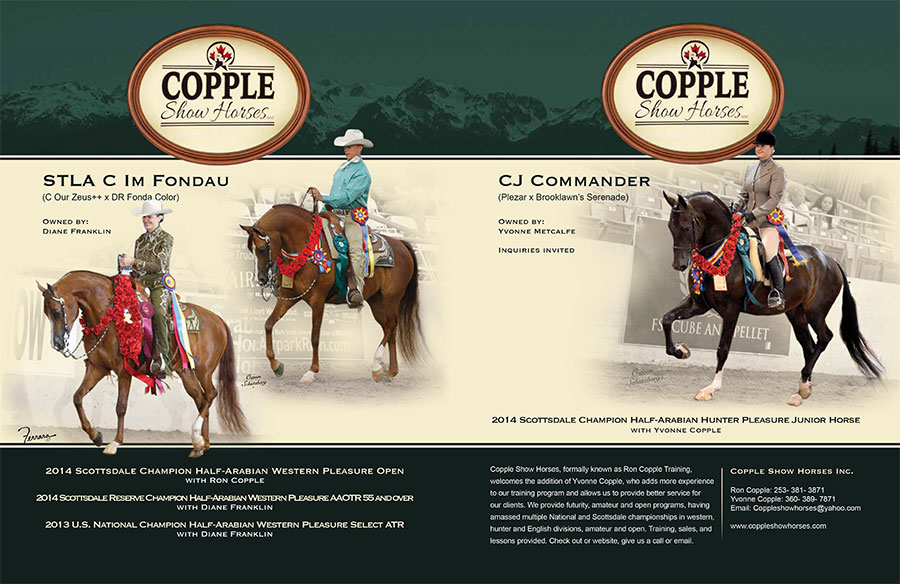 COPPLE
Show Horses
STLA C Im Fondau
(C Our Zeus++ x DR Fonda Color)
Owned by:
Diane Franklin
Ferrara
2014 Scottsdale Champion Half-Arabian Western Pleasure Open
with Ron Copple
2014 Scottsdale Reserve Champion Half-Arabian Western Pleasure AAOTR 55 and over
with Diane Franklin
2013 U.S. National Champion Half-Arabian Western Pleasure Select ATR
with Diane Franklin
COPPLE
Show Horses
CJ Commander
(Plezar x Brooklawn's Serenade)
Owned by:
Yvonne Metcalfe
Inquiries invited
CUBE AND PELLET
2014 Scottsdale Champion Half-Arabian Hunter Pleasure Junior Horse
with Yvonne Copple
Copple Show Horses, formally known as Ron Copple Training,
welcomes the addition of Yvonne Copple, who adds more experience
to our training program and allows us to provide better service for
our clients. We provide futurity, amateur and open programs, having
amassed multiple National and Scottsdale championships in western,
hunter and English divisions, amateur and open. Training, sales, and
lessons provided. Check out or website, give us a call or email.
Copple Show Horses Inc.
Ron Copple: 253- 381- 3871
Yvonne Copple: 360- 389- 7871
Email: Coppleshowhorses@yahoo.com
www.coppleshowhorses.com